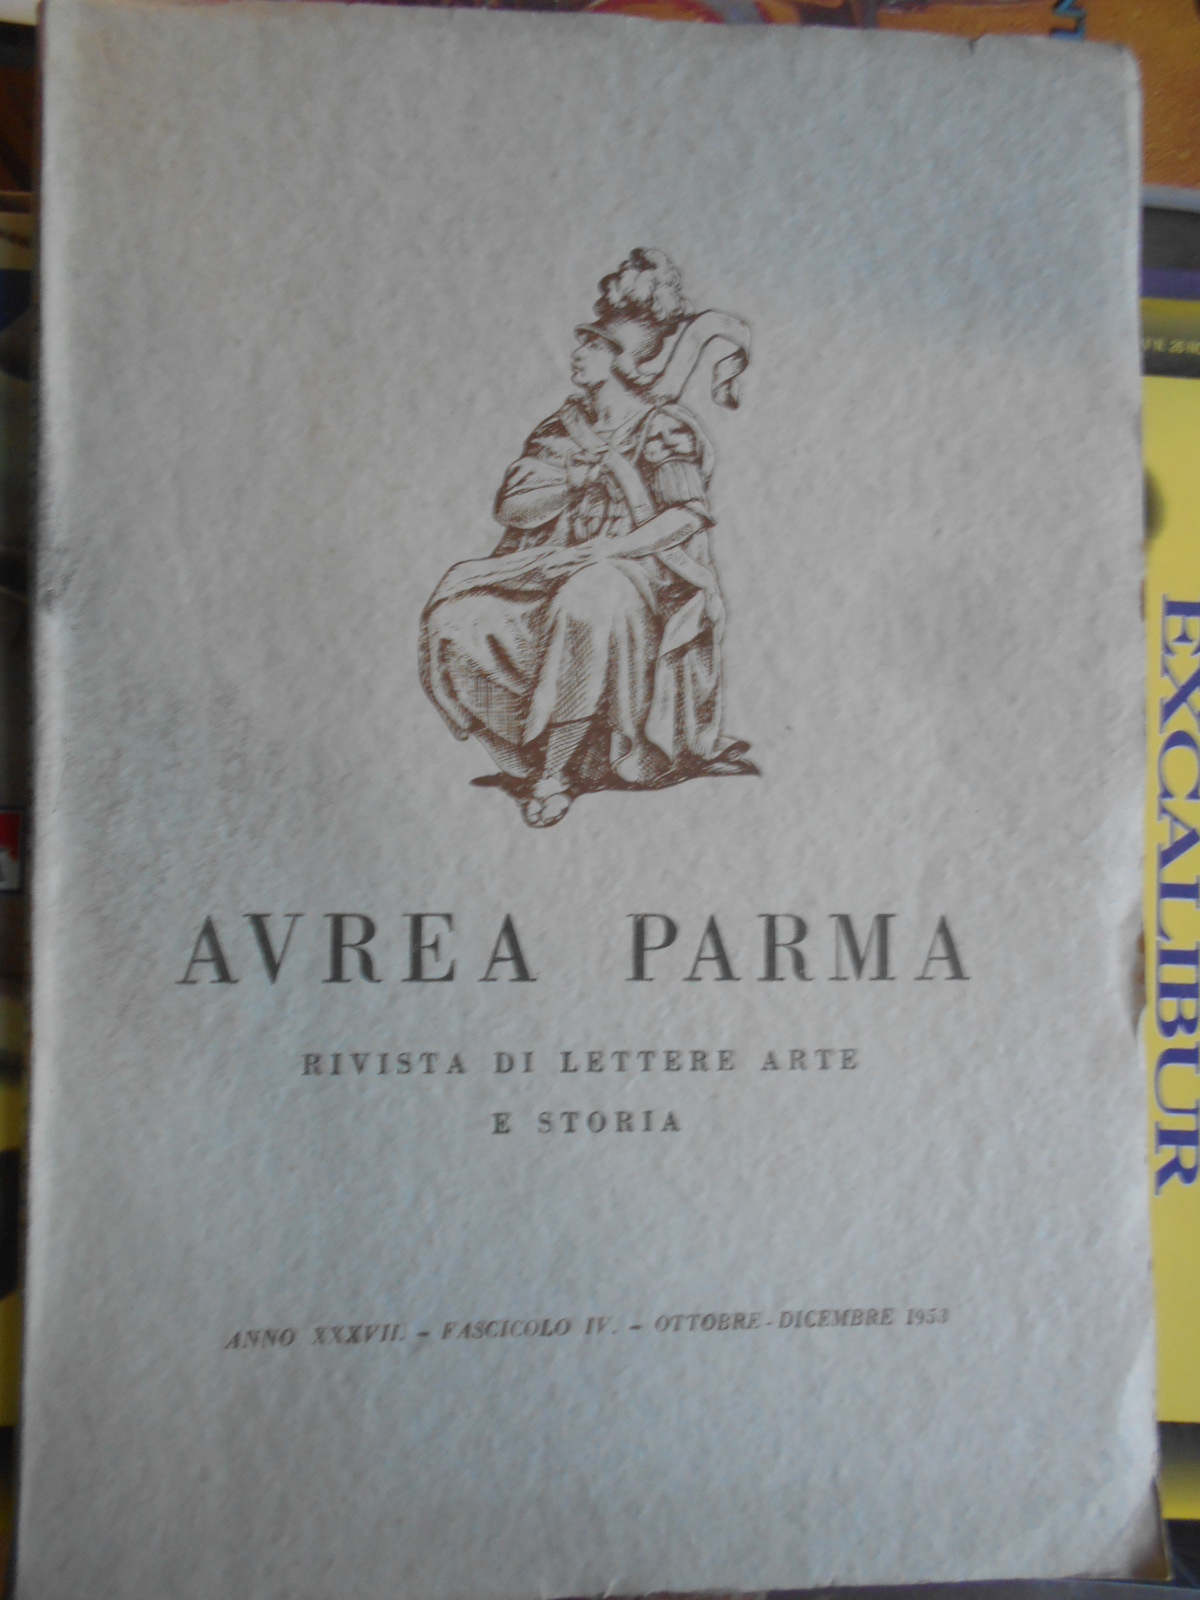 AVREA PARMA
RIVISTA DI LETTERE ARTE
E STORIA
ANNO XXXVII. - FASCICOLO IV. - OTTOBRE-DICEMBRE 1953
EXCALIBUR